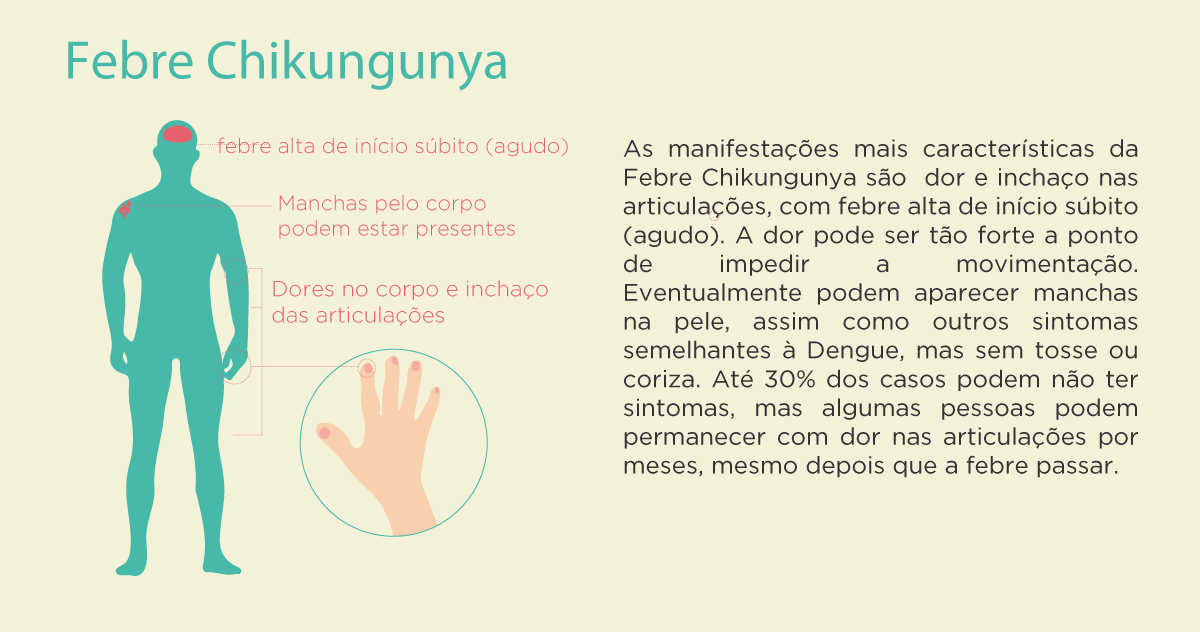 Febre Chikungunya
febre alta de início súbito (agudo)
Manchas pelo corpo
podem estar presentes
Dores no corpo e inchaço
das articulações
As manifestações mais características da
Febre Chikungunya são dor e inchaço nas
articulações, com febre alta de início súbito
(agudo). A dor pode ser tão forte a ponto
de impedir a movimentação.
Eventualmente podem aparecer manchas
na pele, assim como outros sintomas
semelhantes à Dengue, mas sem tosse ou
coriza. Até 30% dos casos podem não ter
sintomas, mas algumas pessoas podem
permanecer com dor nas articulações por
meses, mesmo depois que a febre passar.